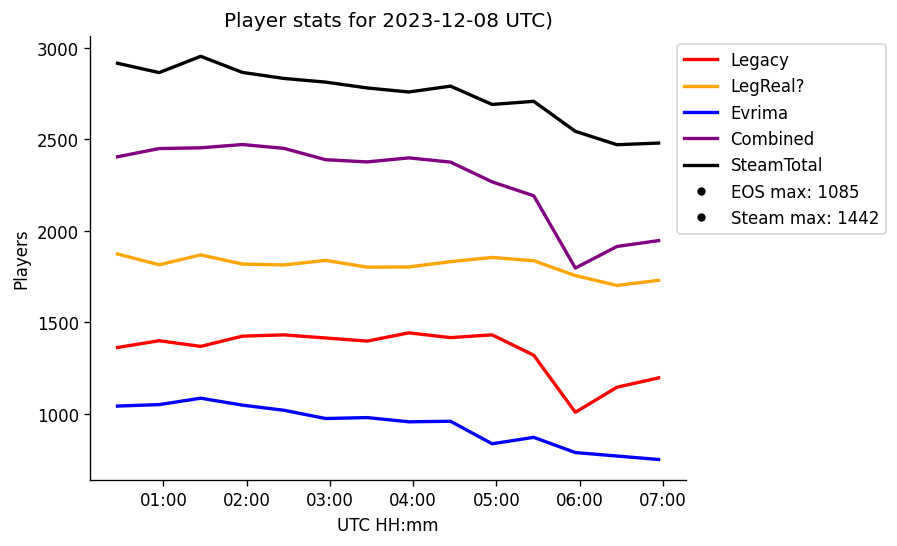 Player stats for 2023-12-08 UTC)
3000
2500
2000
1500
1000
Players
01:00 02:00 03:00 04:00 05:00 06:00 07:00
UTC HH:mm
Legacy
LegReal?
Evrima
Combined
SteamTotal
EOS max: 1085
Steam max: 1442